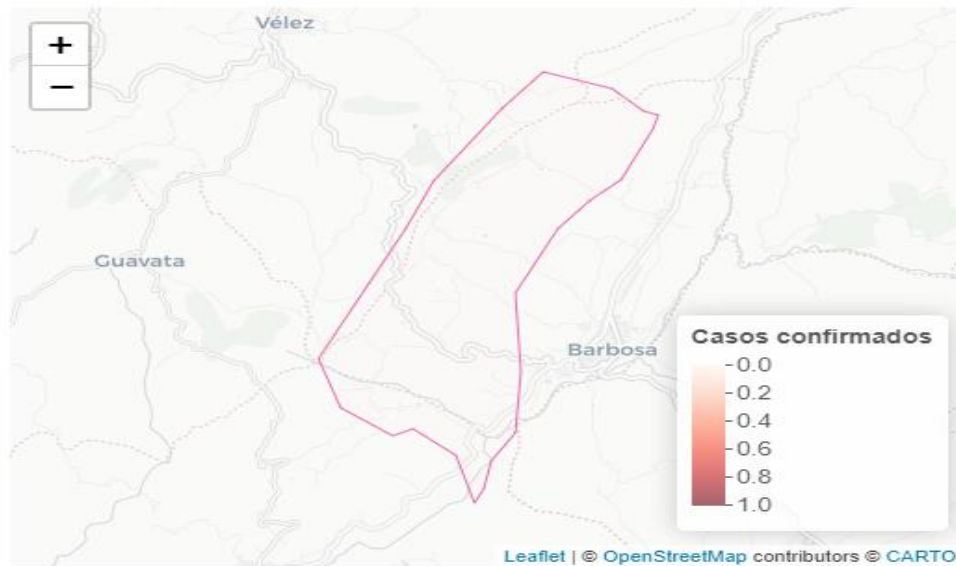 +
Vélez
−
Guavata
Barbosa
Casos confirmados
0.0
0.2
0.4
0.6
0.8
1.0
Leaflet | © OpenStreetMap contributors © CARTO